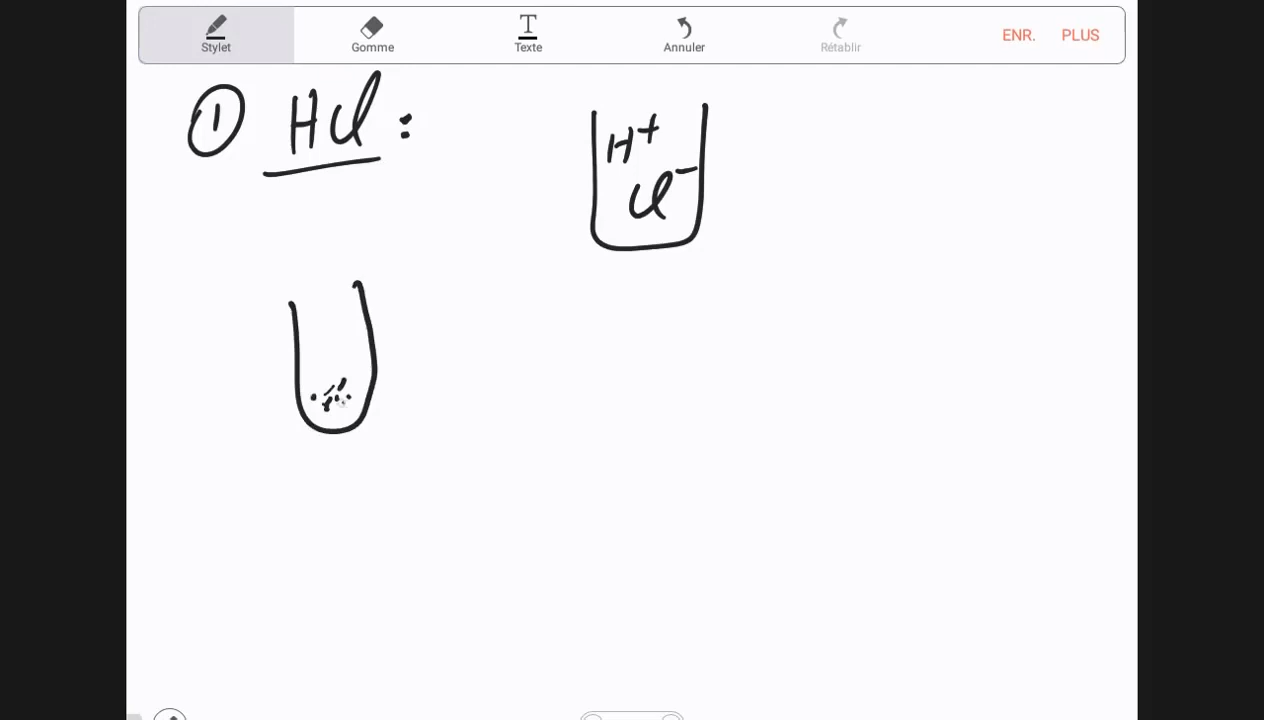 Stylet Gomme Texte Annuler Rétablir ENR. PLUS
① HCl :
H⁺
Cl⁻